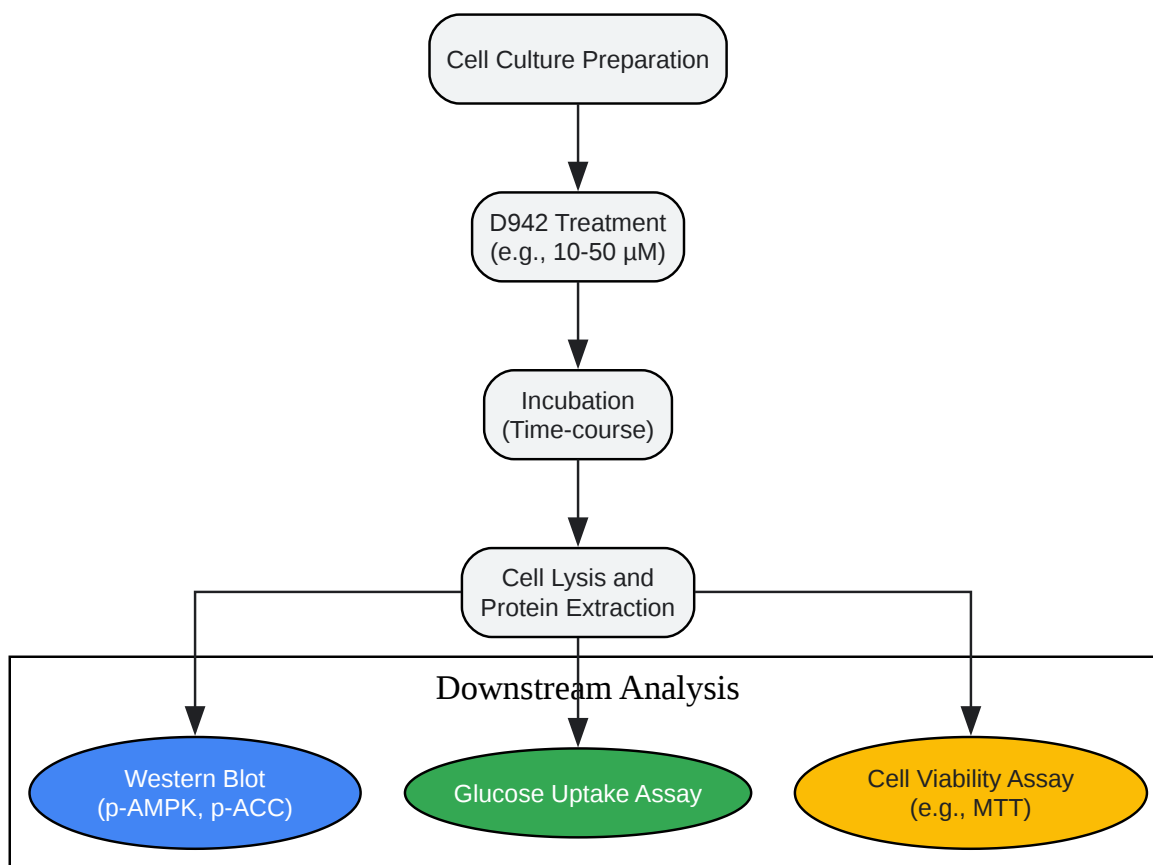 Cell Culture Preparation
D942 Treatment
(e.g., 10-50 µM)
Incubation
(Time-course)
Cell Lysis and
Protein Extraction
Downstream Analysis
Western Blot
(p-AMPK, p-ACC)
Glucose Uptake Assay
Cell Viability Assay
(e.g., MTT)